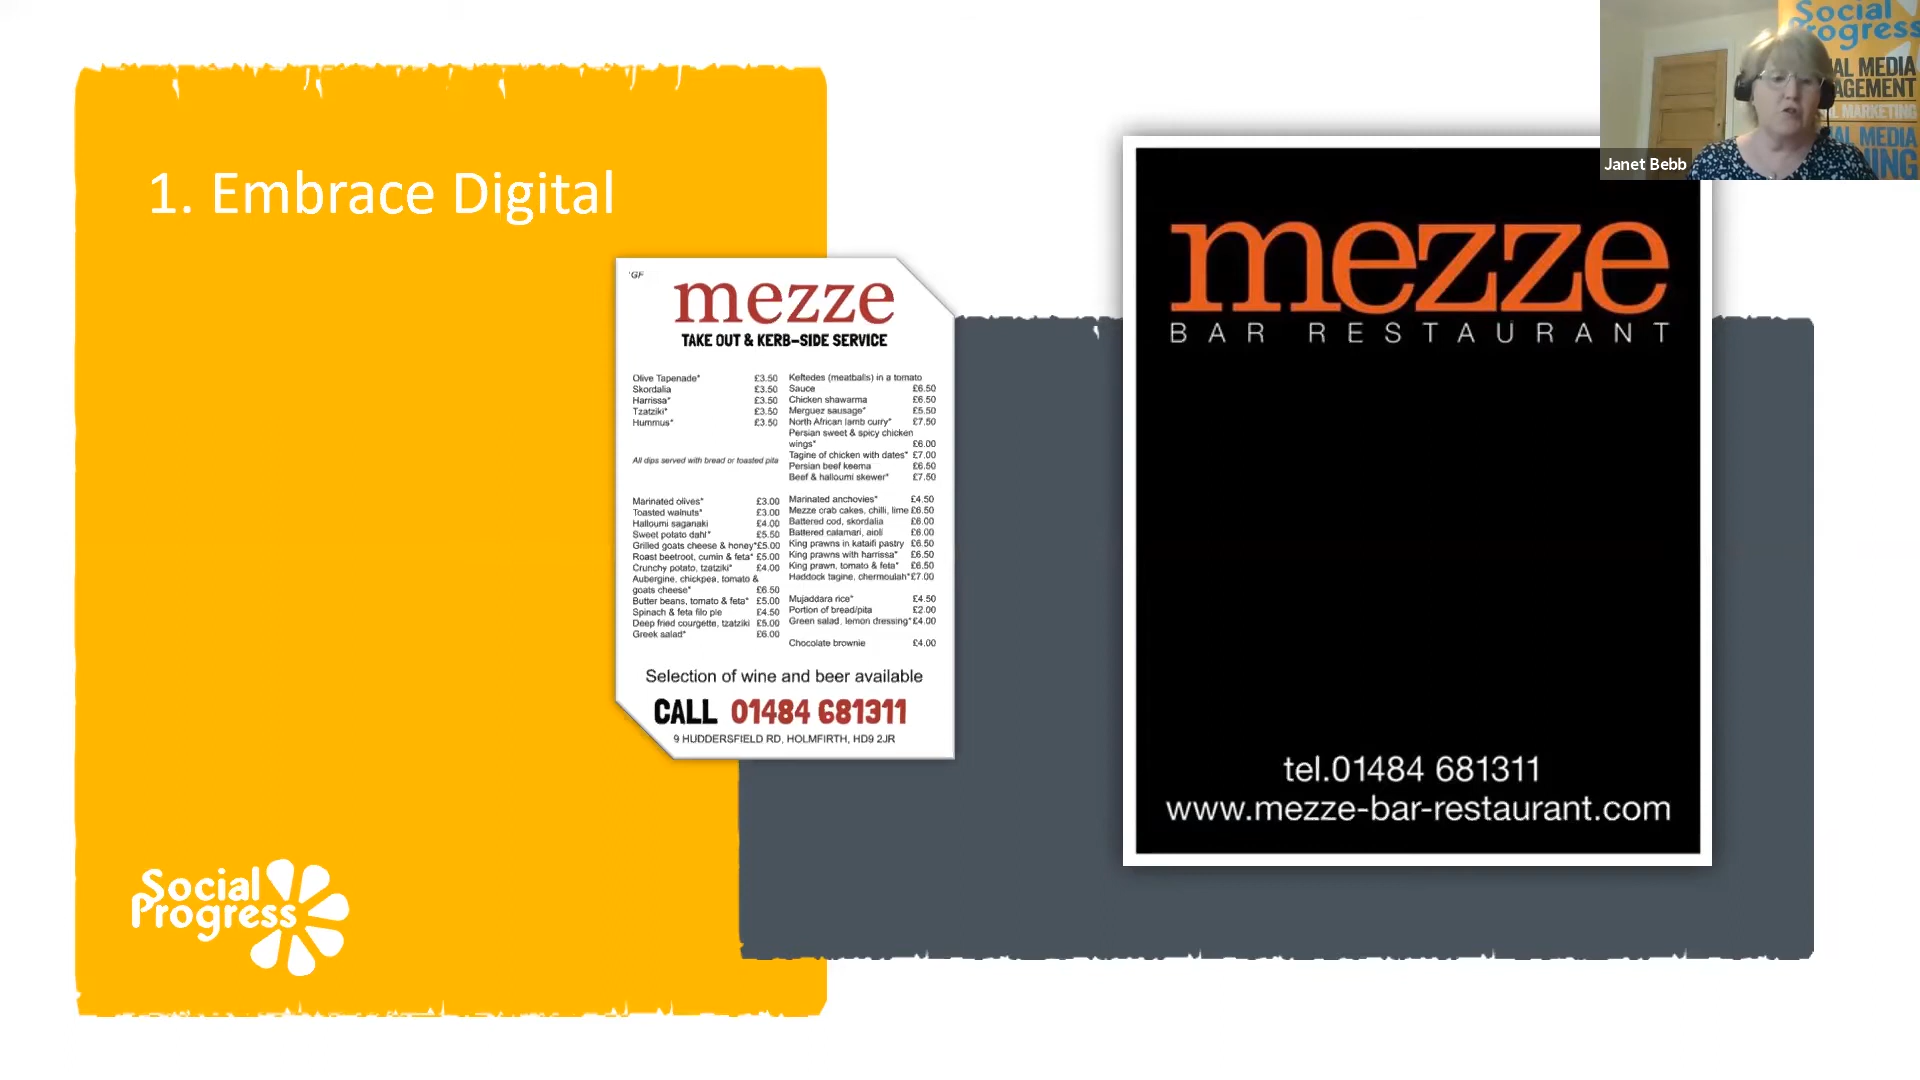 1. Embrace Digital
*GF
mezze
TAKE OUT & KERB-SIDE SERVICE
Olive Tapenade* £3.50
Skordalia £3.50
Harrissa* £3.50
Tzatziki* £3.50
Hummus* £3.50
All dips served with bread or toasted pita
Marinated olives* £3.00
Toasted walnuts* £3.00
Halloumi saganaki £4.00
Sweet potato dahl* £5.50
Grilled goats cheese & honey*£5.00
Roast beetroot, cumin & feta* £5.00
Crunchy potato, tzatziki* £4.00
Aubergine, chickpea, tomato &
goats cheese* £6.50
Butter beans, tomato & feta* £5.00
Spinach & feta filo pie £4.50
Deep fried courgette, tzatziki £5.00
Greek salad* £6.00
Keftedes (meatballs) in a tomato
Sauce £6.50
Chicken shawarma £6.50
Merguez sausage* £5.50
North African lamb curry* £7.50
Persian sweet & spicy chicken
wings* £6.00
Tagine of chicken with dates* £7.00
Persian beef keema £6.50
Beef & halloumi skewer* £7.50
Marinated anchovies* £4.50
Mezze crab cakes, chilli, lime £6.50
Battered cod, skordalia £6.00
Battered calamari, aioli £6.00
King prawns in kataifi pastry £6.50
King prawns with harrissa* £6.50
King prawn, tomato & feta* £6.50
Haddock tagine, chermoulah*£7.00
Mujaddara rice* £4.50
Portion of bread/pita £2.00
Green salad, lemon dressing*£4.00
Chocolate brownie £4.00
Selection of wine and beer available
CALL 01484 681311
9 HUDDERSFIELD RD, HOLMFIRTH, HD9 2JR
mezze
BAR RESTAURANT
tel.01484 681311
www.mezze-bar-restaurant.com
Social
Progress
Social
rogress
AL MEDIA
AGEMENT
L MARKETING
AL MEDIA
NING
Janet Bebb